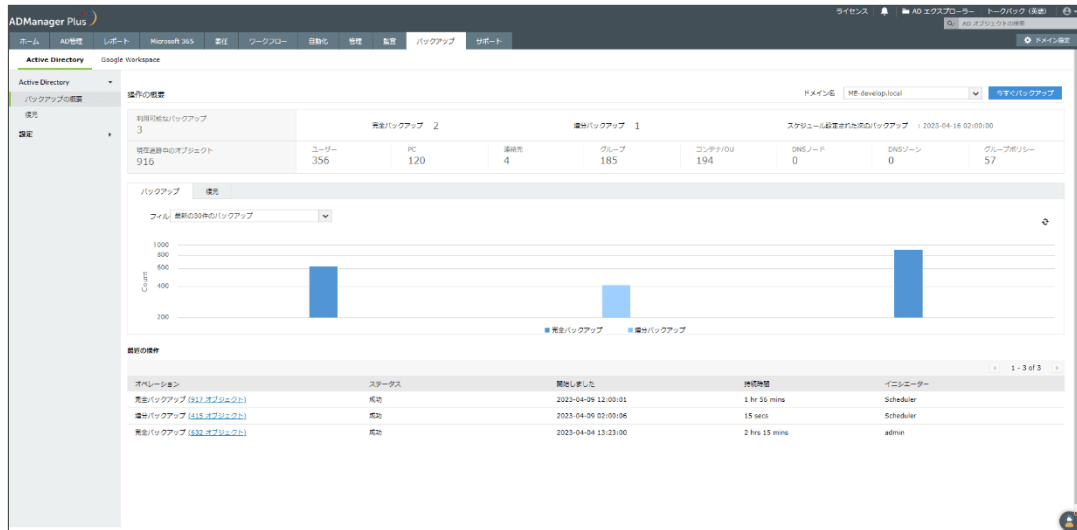 ライセンス AD エクスプローラー トークバック (英語)
ADManager Plus
AD オブジェクトの検索
ホーム AD管理 レポート Microsoft 365 委任 ワークフロー 自動化 管理 監査 バックアップ サポート ドメイン設定
Active Directory Google Workspace
Active Directory
バックアップの概要
復元
設定
操作の概要 ドメイン名 ME-develop.local 今すぐバックアップ
利用可能なバックアップ
3
完全バックアップ 2 増分バックアップ 1 スケジュール設定された次のバックアップ : 2023-04-16 02:00:00
現在追跡中のオブジェクト ユーザー PC 連絡先 グループ コンテナ/OU DNSノード DNSゾーン グループポリシー
916 356 120 4 185 194 0 0 57
バックアップ 復元
フィル 最新の30件のバックアップ
1000
800
600
400
200
Count
完全バックアップ 増分バックアップ
最近の操作
1 - 3 of 3
オペレーション ステータス 開始しました 持続時間 イニシエーター
完全バックアップ (917 オブジェクト) 成功 2023-04-09 12:00:01 1 hr 56 mins Scheduler
増分バックアップ (415 オブジェクト) 成功 2023-04-09 02:00:06 15 secs Scheduler
完全バックアップ (632 オブジェクト) 成功 2023-04-04 13:23:00 2 hrs 15 mins admin